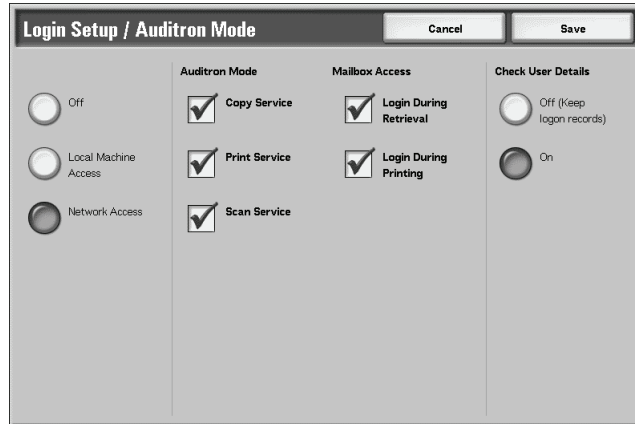 Login Setup / Auditron Mode
Cancel
Save
Off
Local Machine
Access
Network Access
Auditron Mode
Copy Service
Print Service
Scan Service
Mailbox Access
Login During
Retrieval
Login During
Printing
Check User Details
Off (Keep
logon records)
On